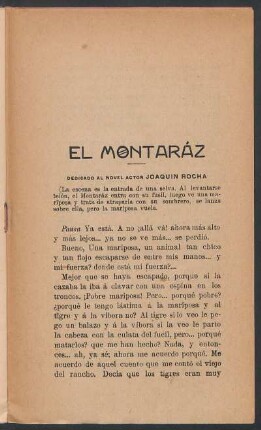 EL MONTARÁZ
DEDICADO AL NOVEL ACTOR JOAQUIN ROCHA
(La escena es la entrada de una selva. Al levantarse
telón, el Montaráz entra con su fusil, luego ve una ma-
riposa y trata de atraparla con su sombrero, se lanza
sobre ella, pero la mariposa vuela.
Pausa Ya está. A no ¡allá vá! ahora más alto
y más lejos... ya no se ve más... se perdió.
Bueno, Una mariposa, un animal tan chico
y tan flojo escaparse de entre mis manos... y
mi fuerza? donde está mi fuerza?...
Mejor que se haya escapado, porque si la
cazaba la iba á clavar con una espina en los
troncos. ¡Pobre mariposa! Pero... porqué pobre?
¿porqué le tengo lástima á la mariposa y al
tigre y á la vibora no? Al tigre si lo veo le pe-
go un balazo y á la víbora si la veo le parto
la cabeza con la culata del fusil, pero... porqué
matarlos? que me han hecho? Nada, y enton-
ces... ah, ya sé; ahora me acuerdo porqué. Me
acuerdo de aquel cuento que me contó el viejo
del rancho. Decía que los tigres eran muy